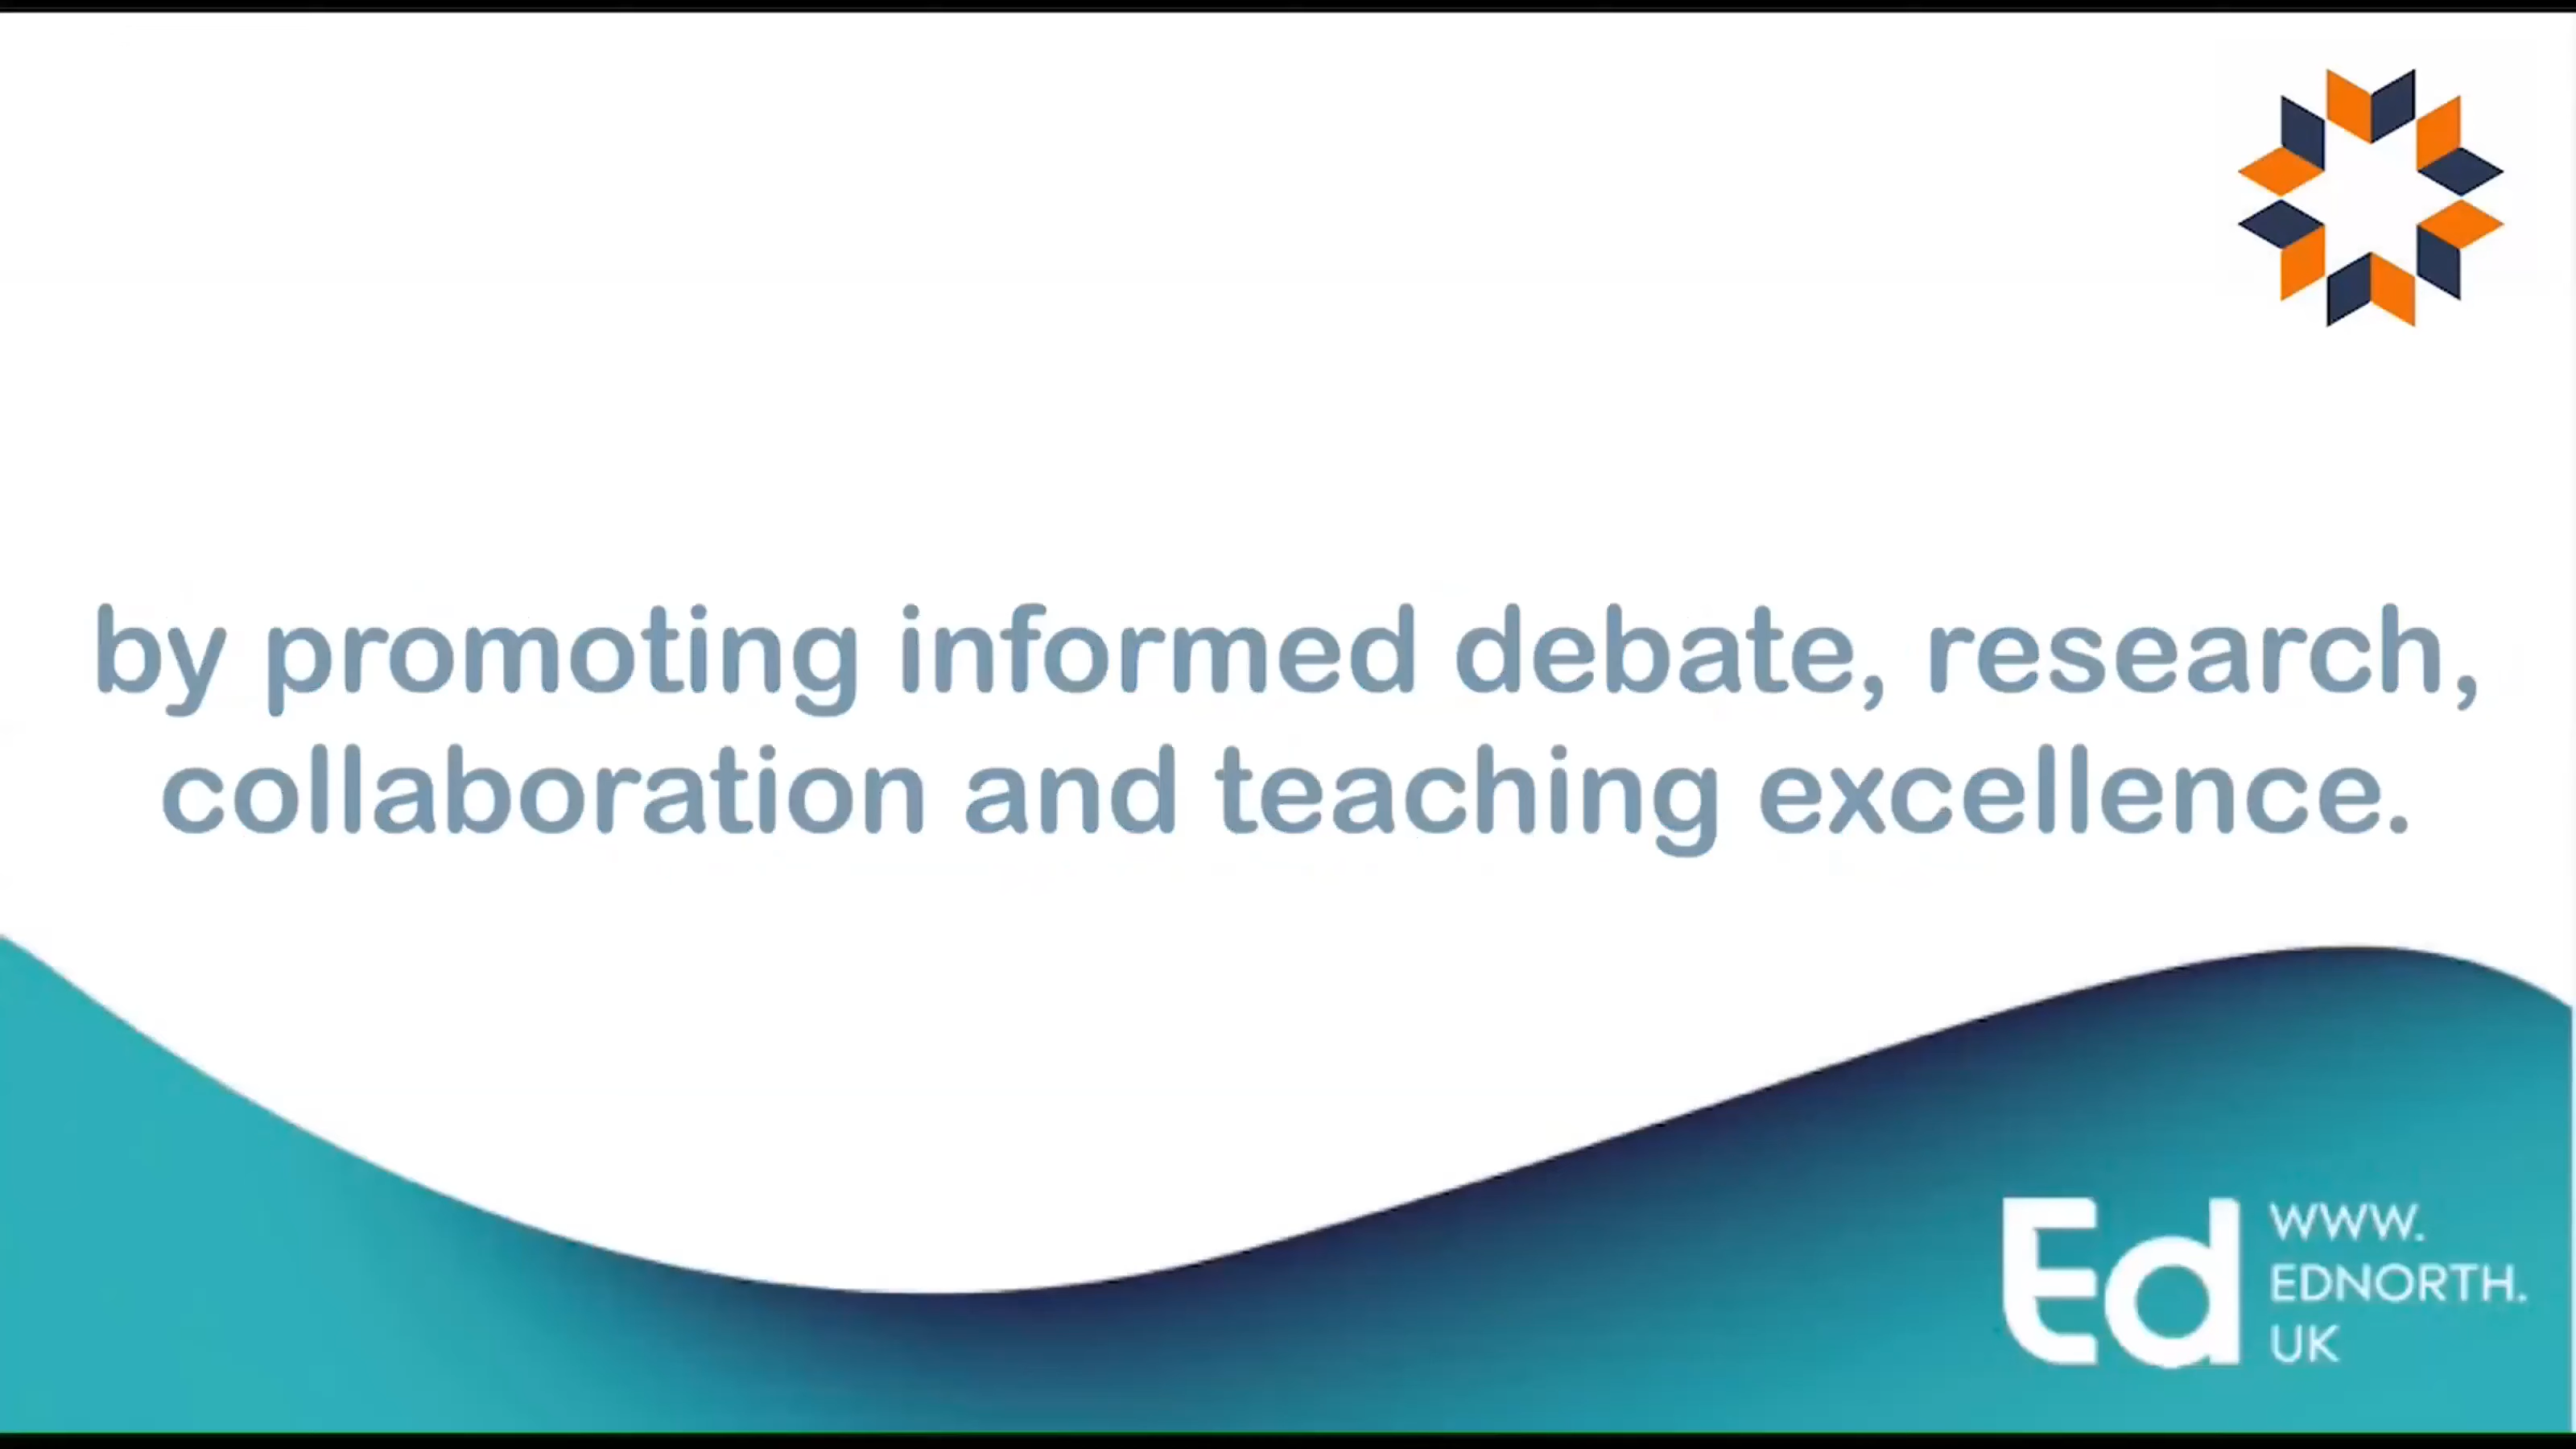 by promoting informed debate, research,
collaboration and teaching excellence.
Ed
WWW.
EDNORTH.
UK